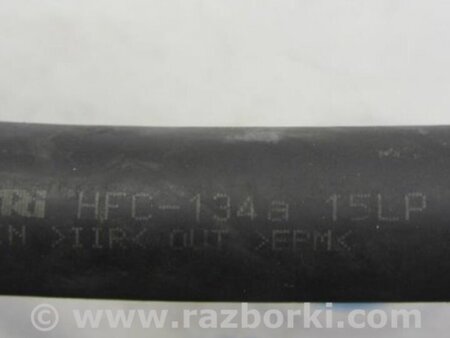 HFC-134a 15LP
>IIR< OUT >EPM<
www.razborki.com